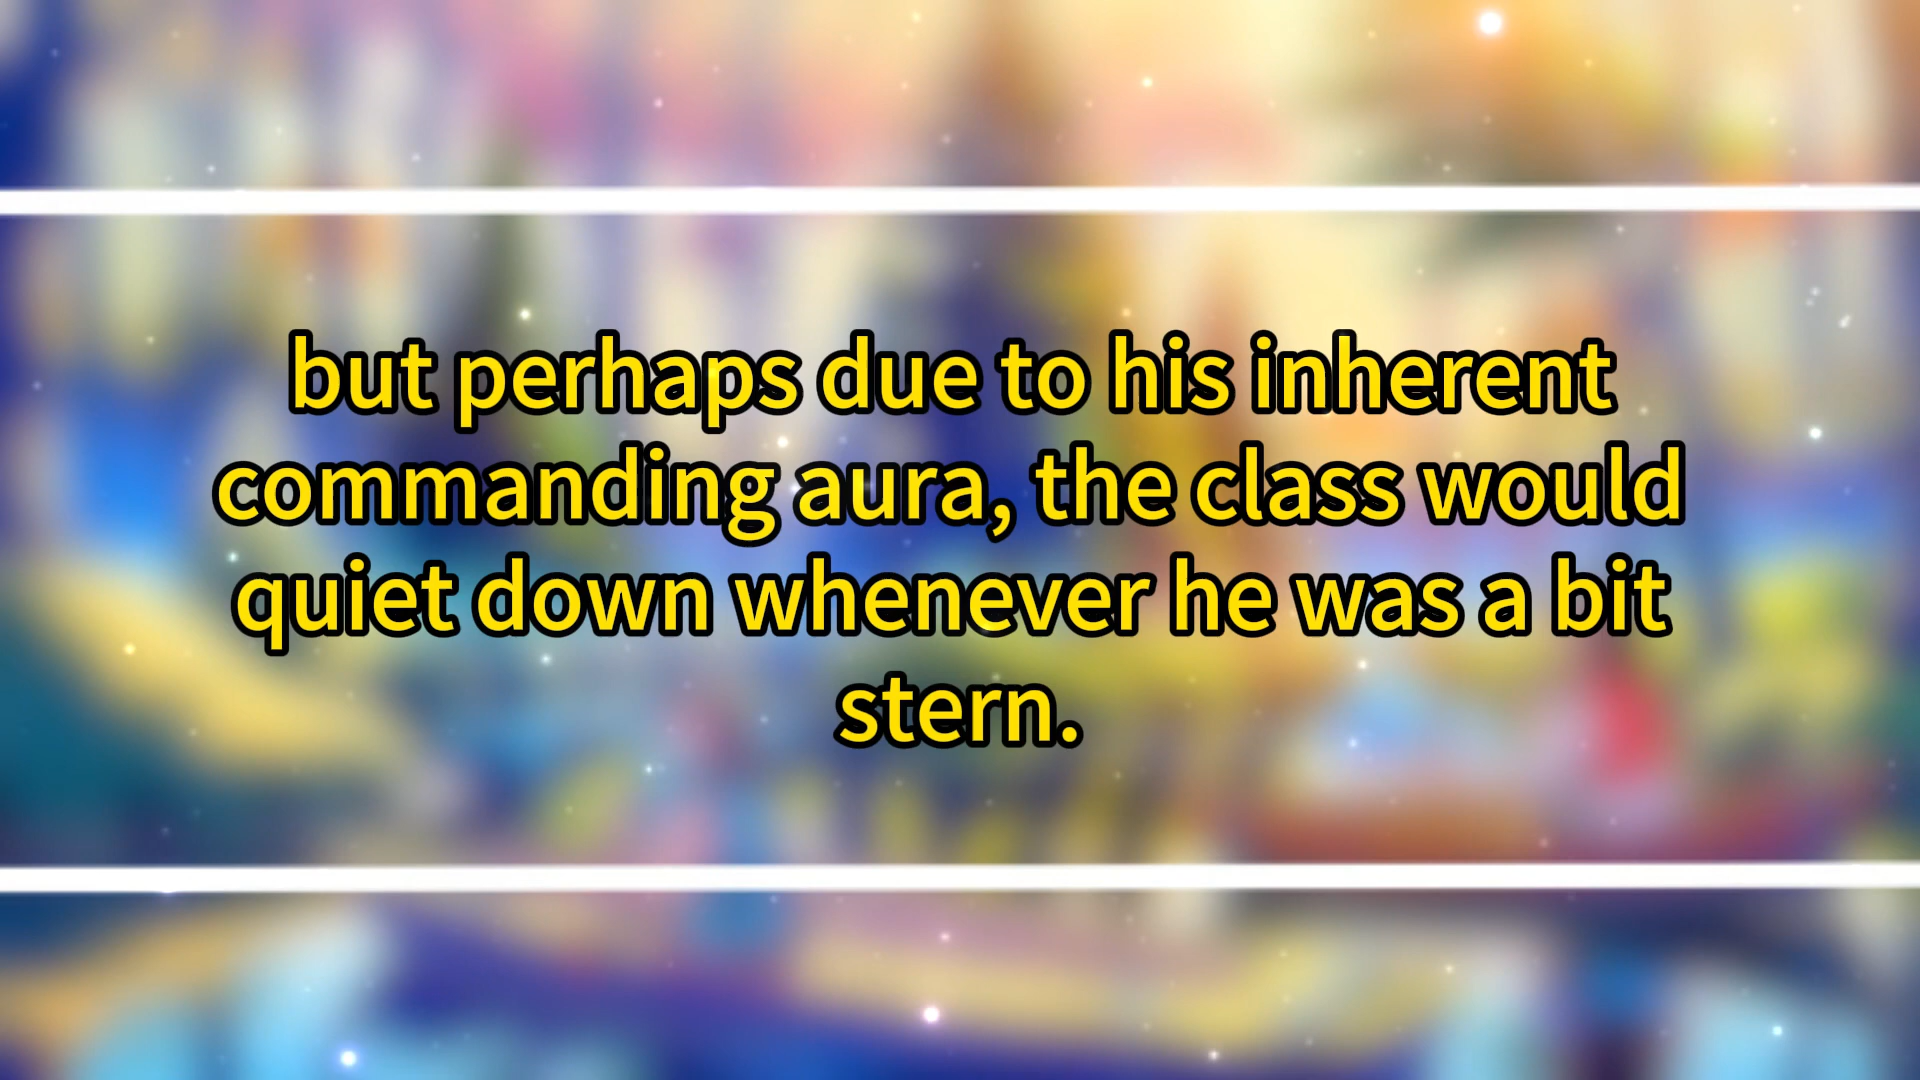 but perhaps due to his inherent
commanding aura, the class would
quiet down whenever he was a bit
stern.